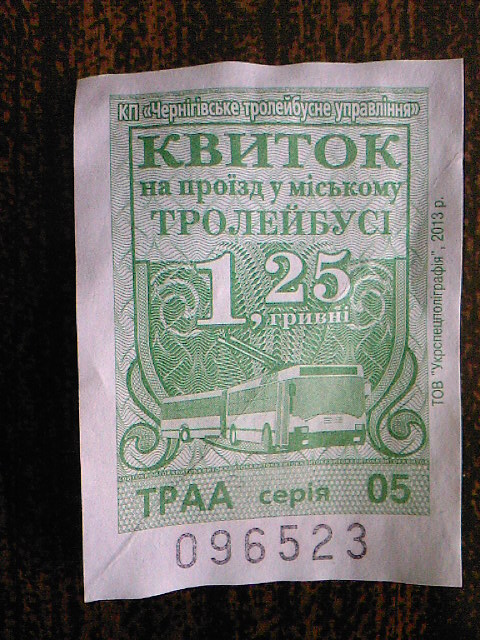 КП «Чернігівське тролейбусне управління»
КВИТОК
на проїзд у міському
ТРОЛЕЙБУСІ
1,25
гривні
ТРАА серія 05
096523
ТОВ "Укрспецполіграфія", 2013 р.